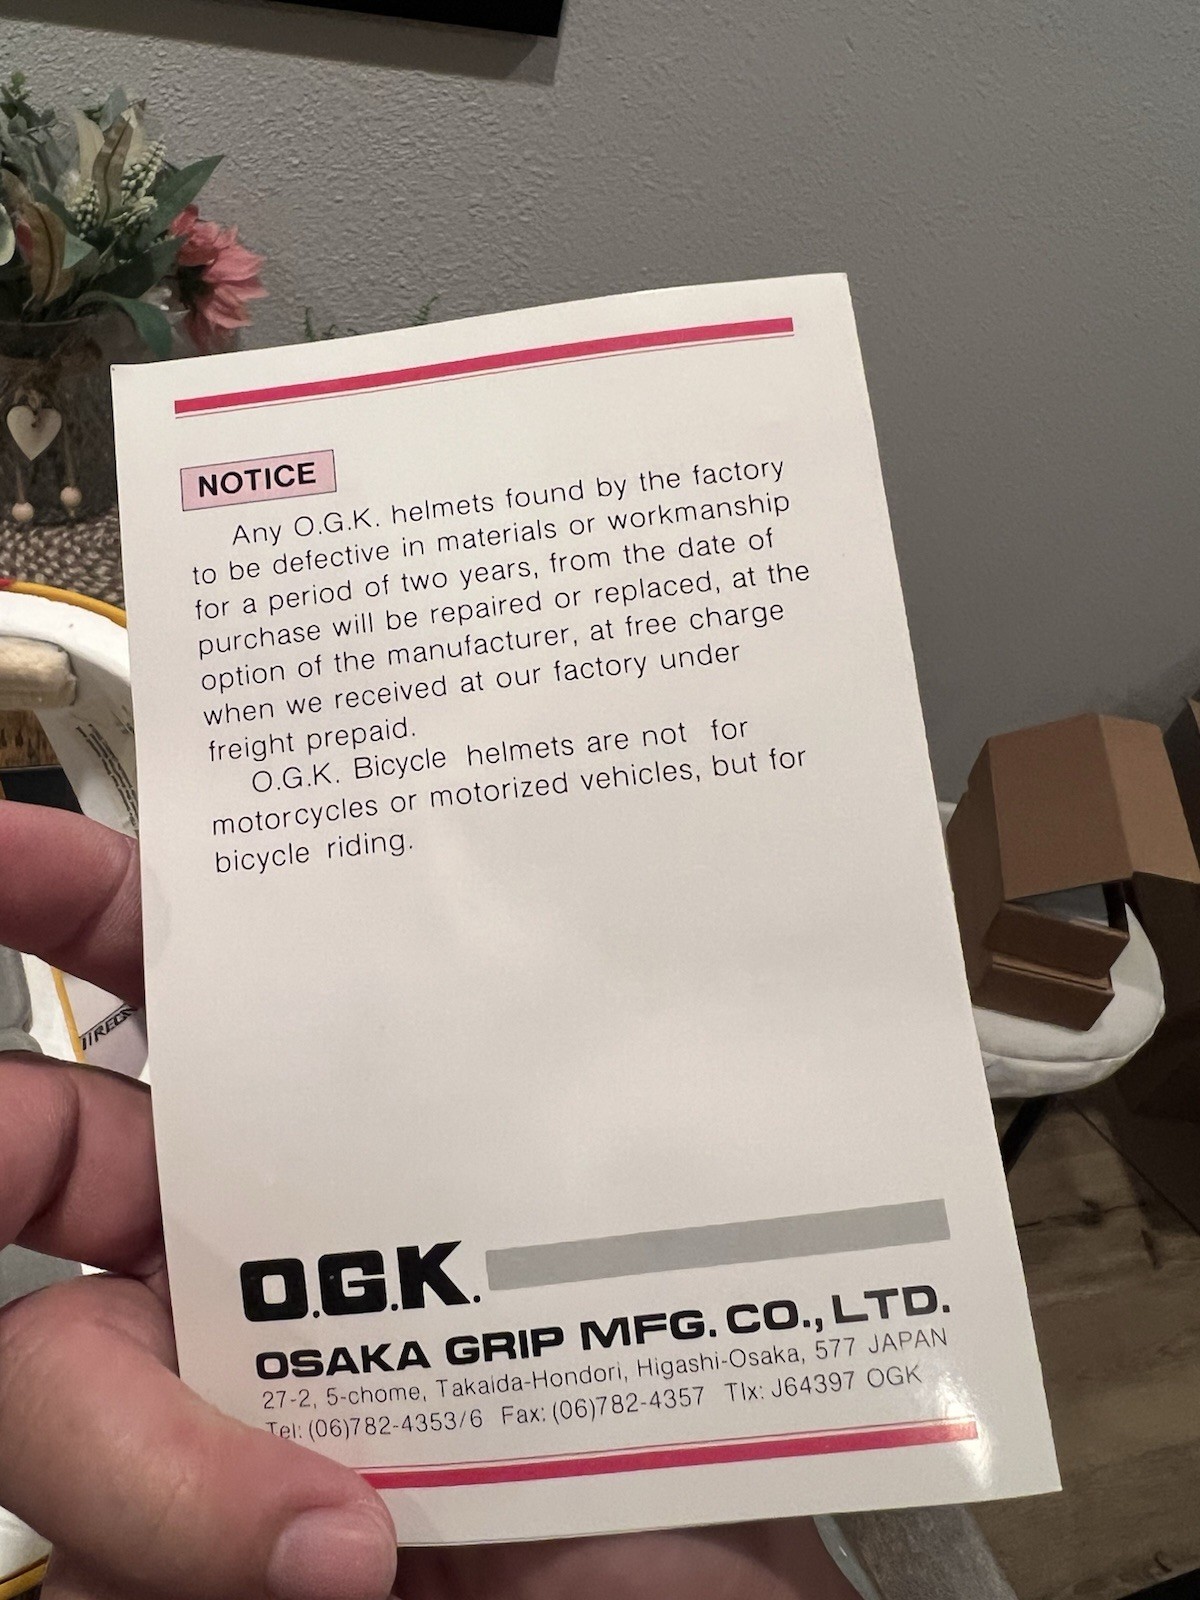 NOTICE
Any O.G.K. helmets found by the factory
to be defective in materials or workmanship
for a period of two years, from the date of
purchase will be repaired or replaced, at the
option of the manufacturer, at free charge
when we received at our factory under
freight prepaid.
O.G.K. Bicycle helmets are not for
motorcycles or motorized vehicles, but for
bicycle riding.
O.G.K.
OSAKA GRIP MFG. CO., LTD.
27-2, 5-chome, Takaida-Hondori, Higashi-Osaka, 577 JAPAN
Tel: (06)782-4353/6 Fax: (06)782-4357 Tlx: J64397 OGK